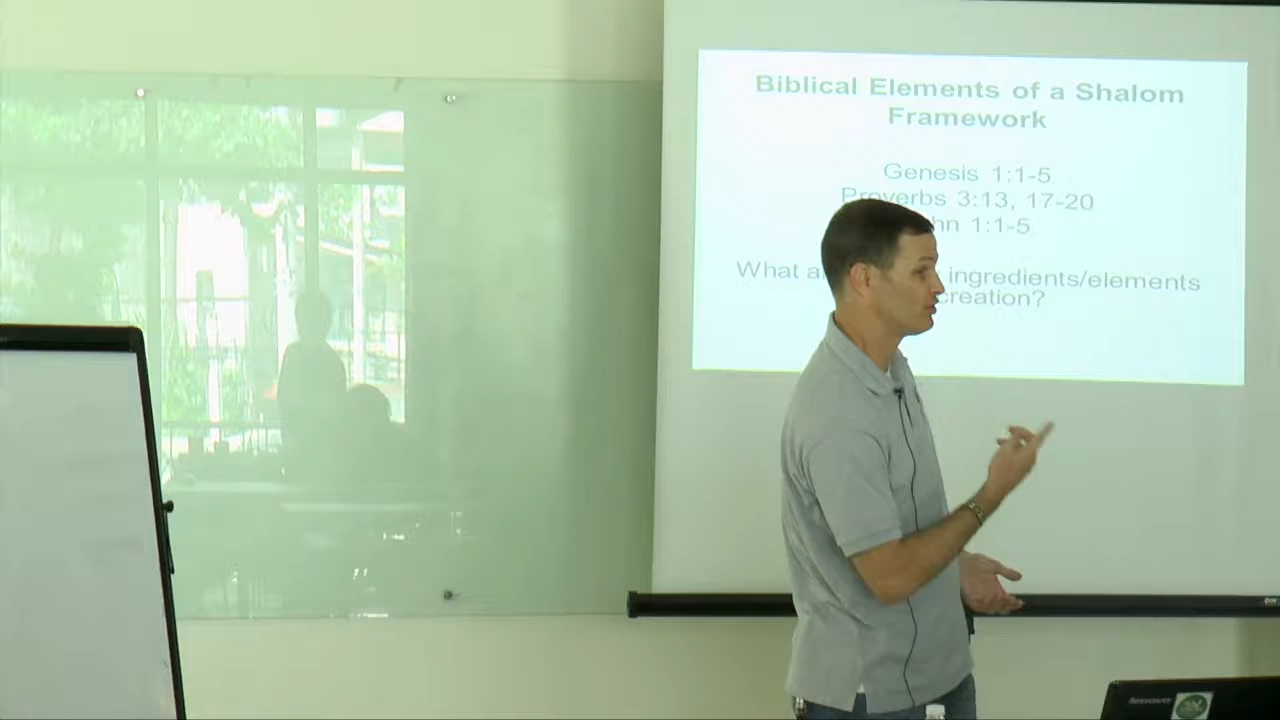 Biblical Elements of a Shalom
Framework
Genesis 1:1-5
Proverbs 3:13, 17-20
1:1-5
What ingredients/elements
creation?
lenovo